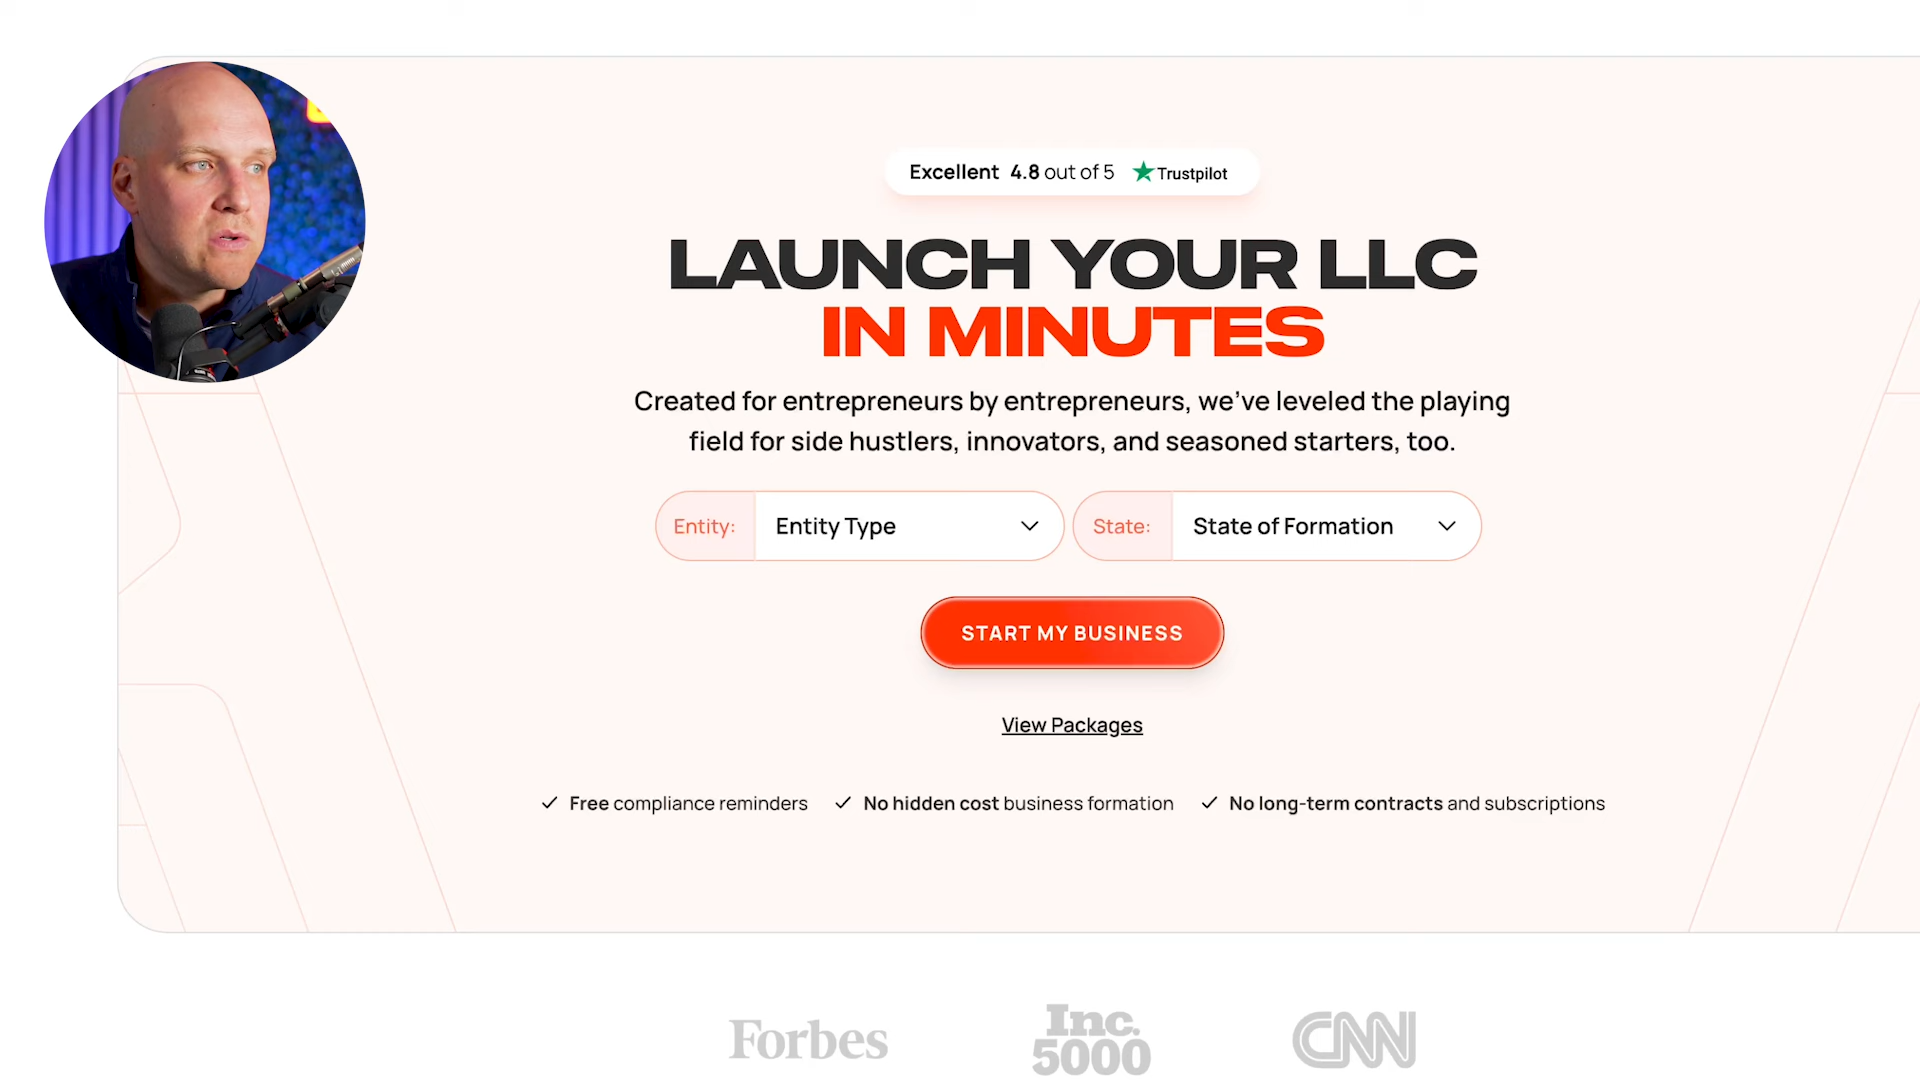 Excellent 4.8 out of 5 Trustpilot
LAUNCH YOUR LLC
IN MINUTES
Created for entrepreneurs by entrepreneurs, we've leveled the playing
field for side hustlers, innovators, and seasoned starters, too.
Entity: Entity Type State: State of Formation
START MY BUSINESS
View Packages
Free compliance reminders No hidden cost business formation No long-term contracts and subscriptions
Forbes Inc. 5000 CNN